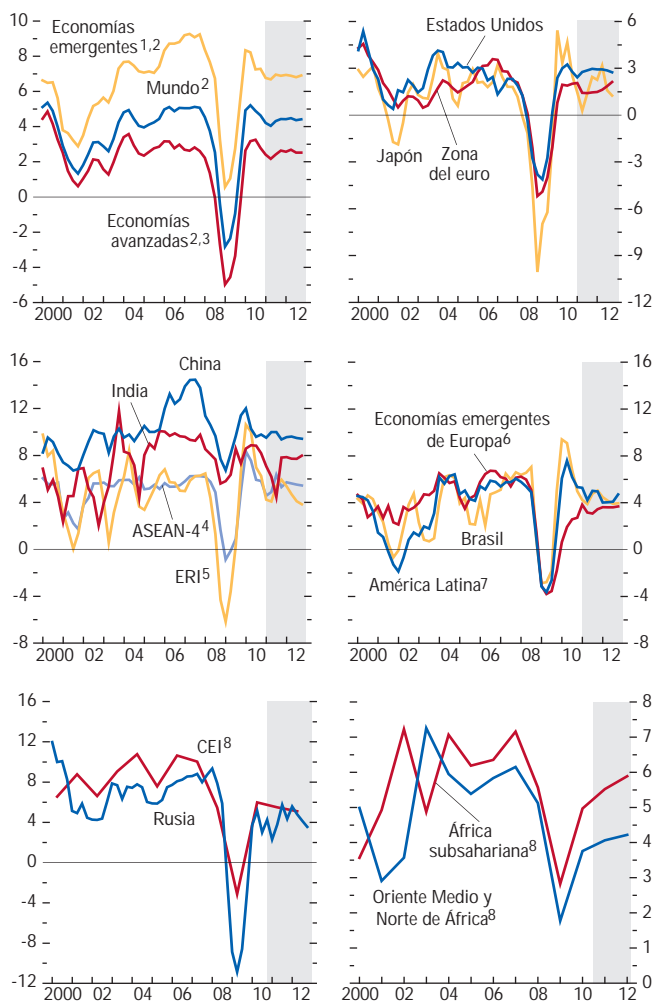 10
8
6
4
2
0
-2
-4
-6
Economías
emergentes1,2
Mundo2
Economías
avanzadas2,3
2000 02 04 06 08 10 12
6
3
0
-3
-6
-9
-12
Estados Unidos
Japón
Zona
del euro
2000 02 04 06 08 10 12
16
12
8
4
0
-4
-8
China
India
ASEAN-44
ERI5
2000 02 04 06 08 10 12
16
12
8
4
0
-4
-8
Economías emergentes
de Europa6
Brasil
América Latina7
2000 02 04 06 08 10 12
16
12
8
4
0
-4
-8
-12
CEI8
Rusia
2000 02 04 06 08 10 12
8
7
6
5
4
3
2
1
0
África
subsahariana8
Oriente Medio y
Norte de África8
2000 02 04 06 08 10 12